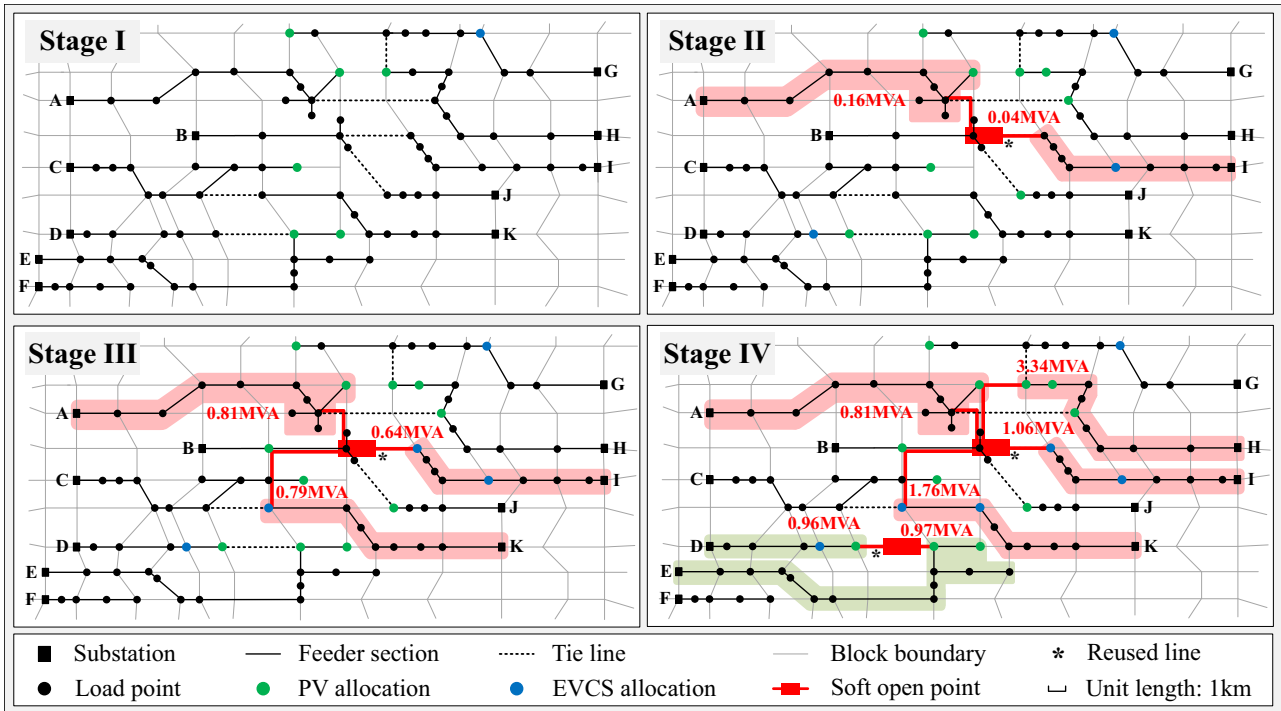 Stage I
A
B
C
D
E
F
G
H
I
J
K
Stage II
A
B
C
D
E
F
G
H
I
J
K
0.16MVA
0.04MVA
*
Stage III
A
B
C
D
E
F
G
H
I
J
K
0.81MVA
0.64MVA
*
0.79MVA
Stage IV
A
B
C
D
E
F
G
H
I
J
K
3.34MVA
0.81MVA
1.06MVA
*
1.76MVA
0.96MVA
0.97MVA
*
Substation
Feeder section
Tie line
Block boundary
* Reused line
Load point
PV allocation
EVCS allocation
Soft open point
Unit length: 1km